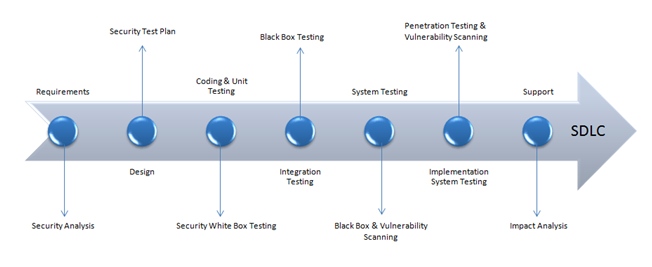 Penetration Testing &
Vulnerability Scanning
Security Test Plan
Black Box Testing
Coding & Unit
Testing
Requirements
System Testing
Support
SDLC
Design
Integration
Testing
Implementation
System Testing
Security Analysis
Security White Box Testing
Black Box & Vulnerability
Scanning
Impact Analysis